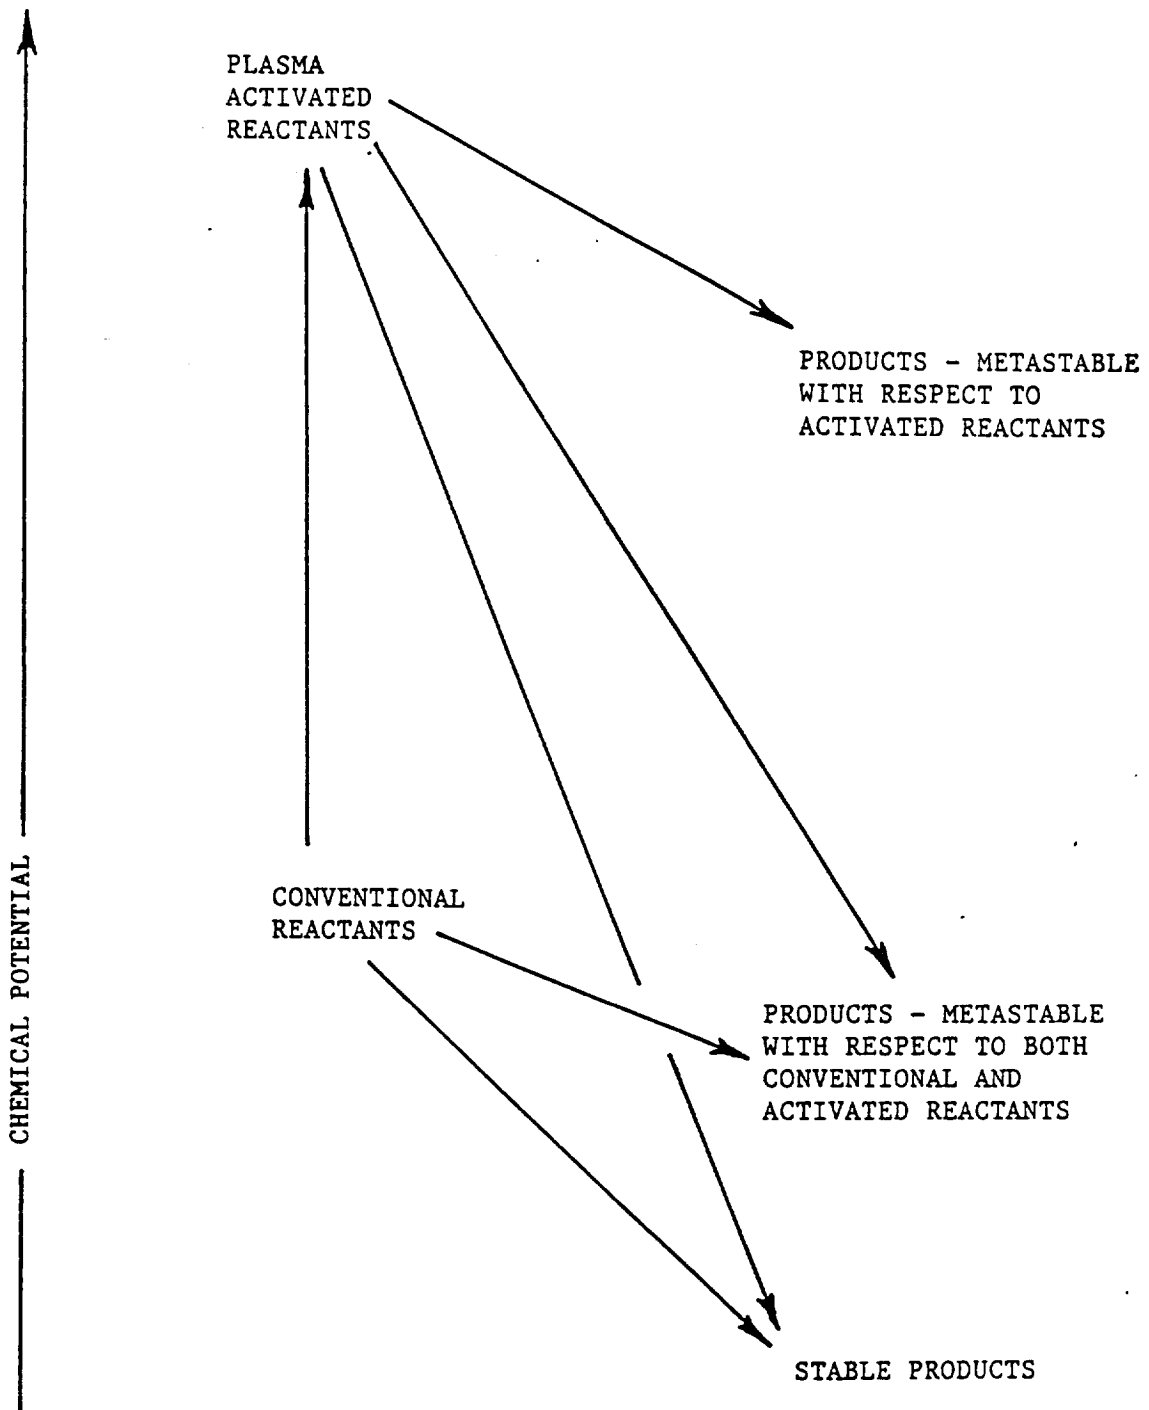 PLASMA
ACTIVATED
REACTANTS
PRODUCTS - METASTABLE
WITH RESPECT TO
ACTIVATED REACTANTS
CHEMICAL POTENTIAL
CONVENTIONAL
REACTANTS
PRODUCTS - METASTABLE
WITH RESPECT TO BOTH
CONVENTIONAL AND
ACTIVATED REACTANTS
STABLE PRODUCTS